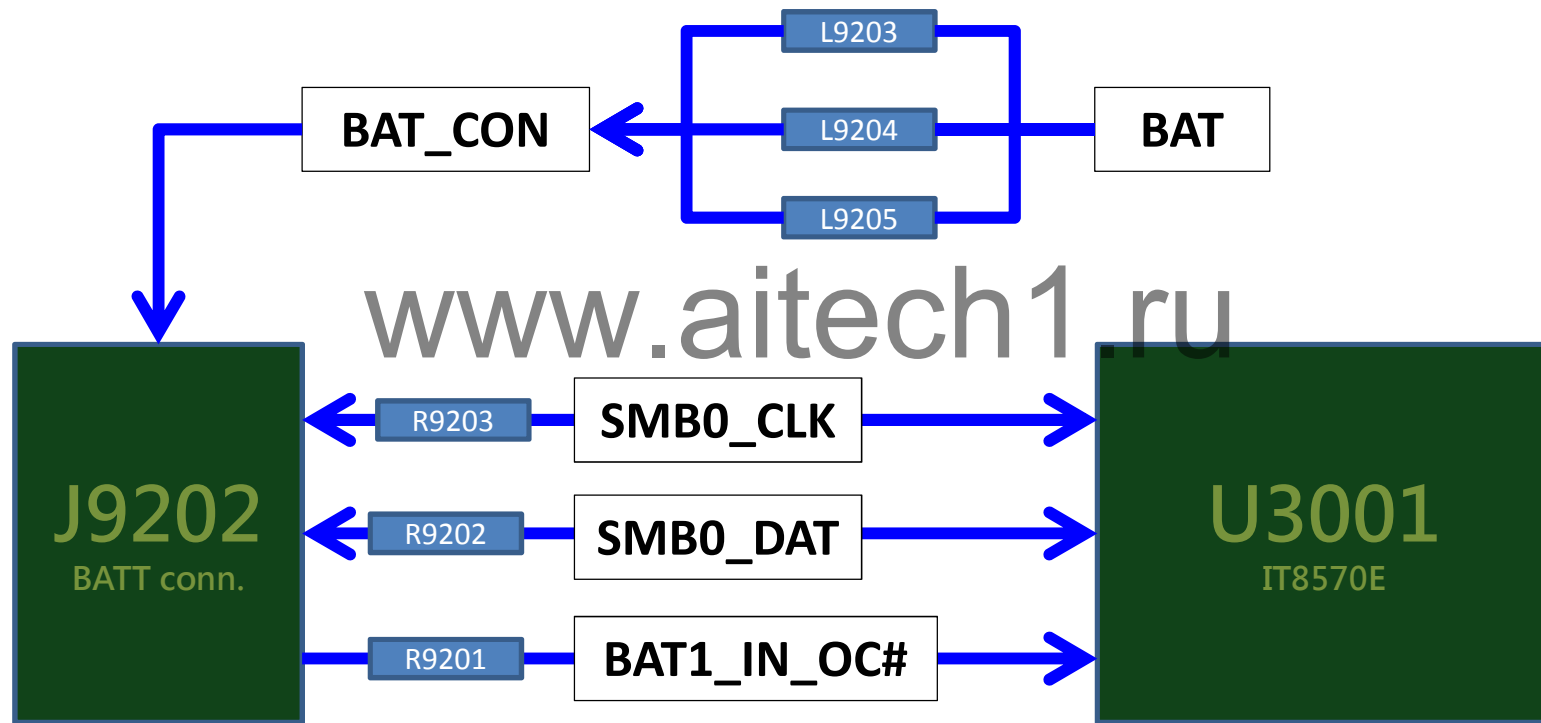 L9203
BAT_CON
L9204
BAT
L9205
www.aitech1.ru
R9203
SMB0_CLK
J9202
BATT conn.
R9202
SMB0_DAT
U3001
IT8570E
R9201
BAT1_IN_OC#